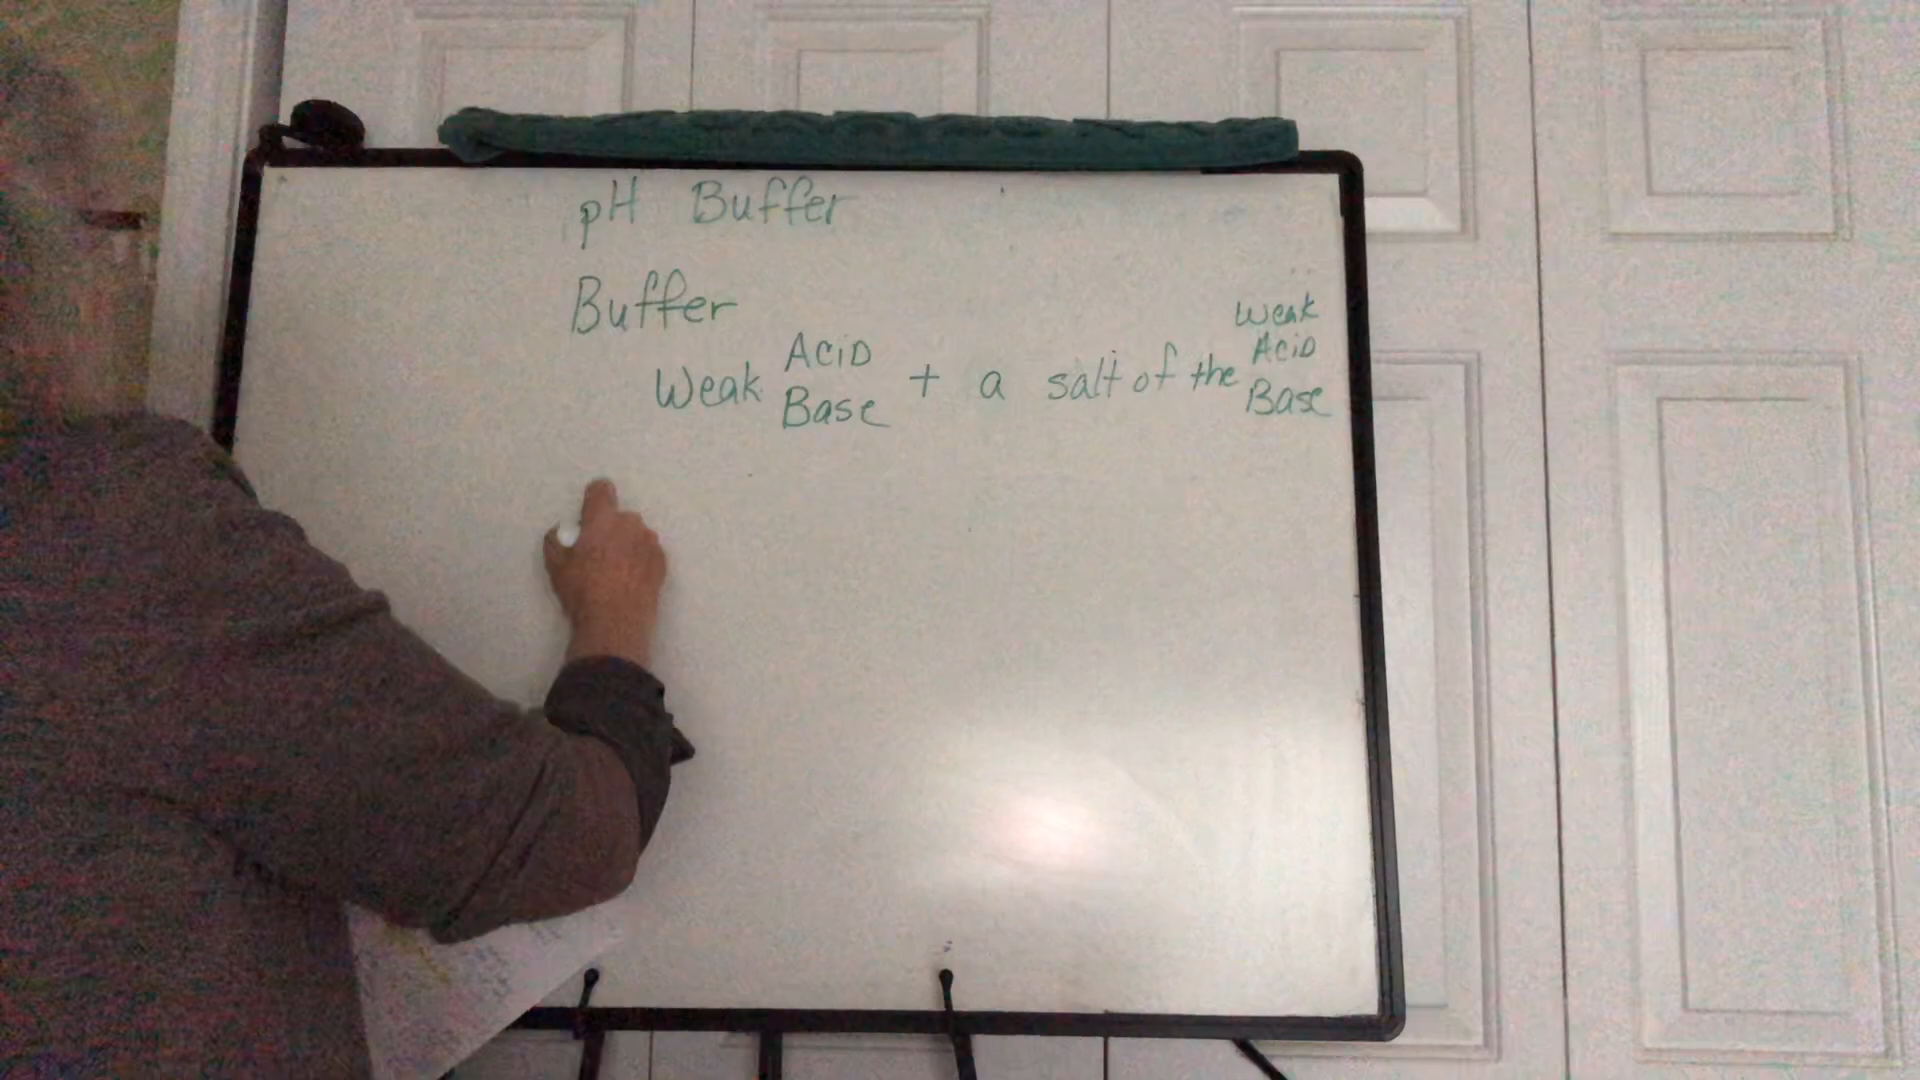 pH Buffer
Buffer
Weak Acid Base + a salt of the Weak Acid Base